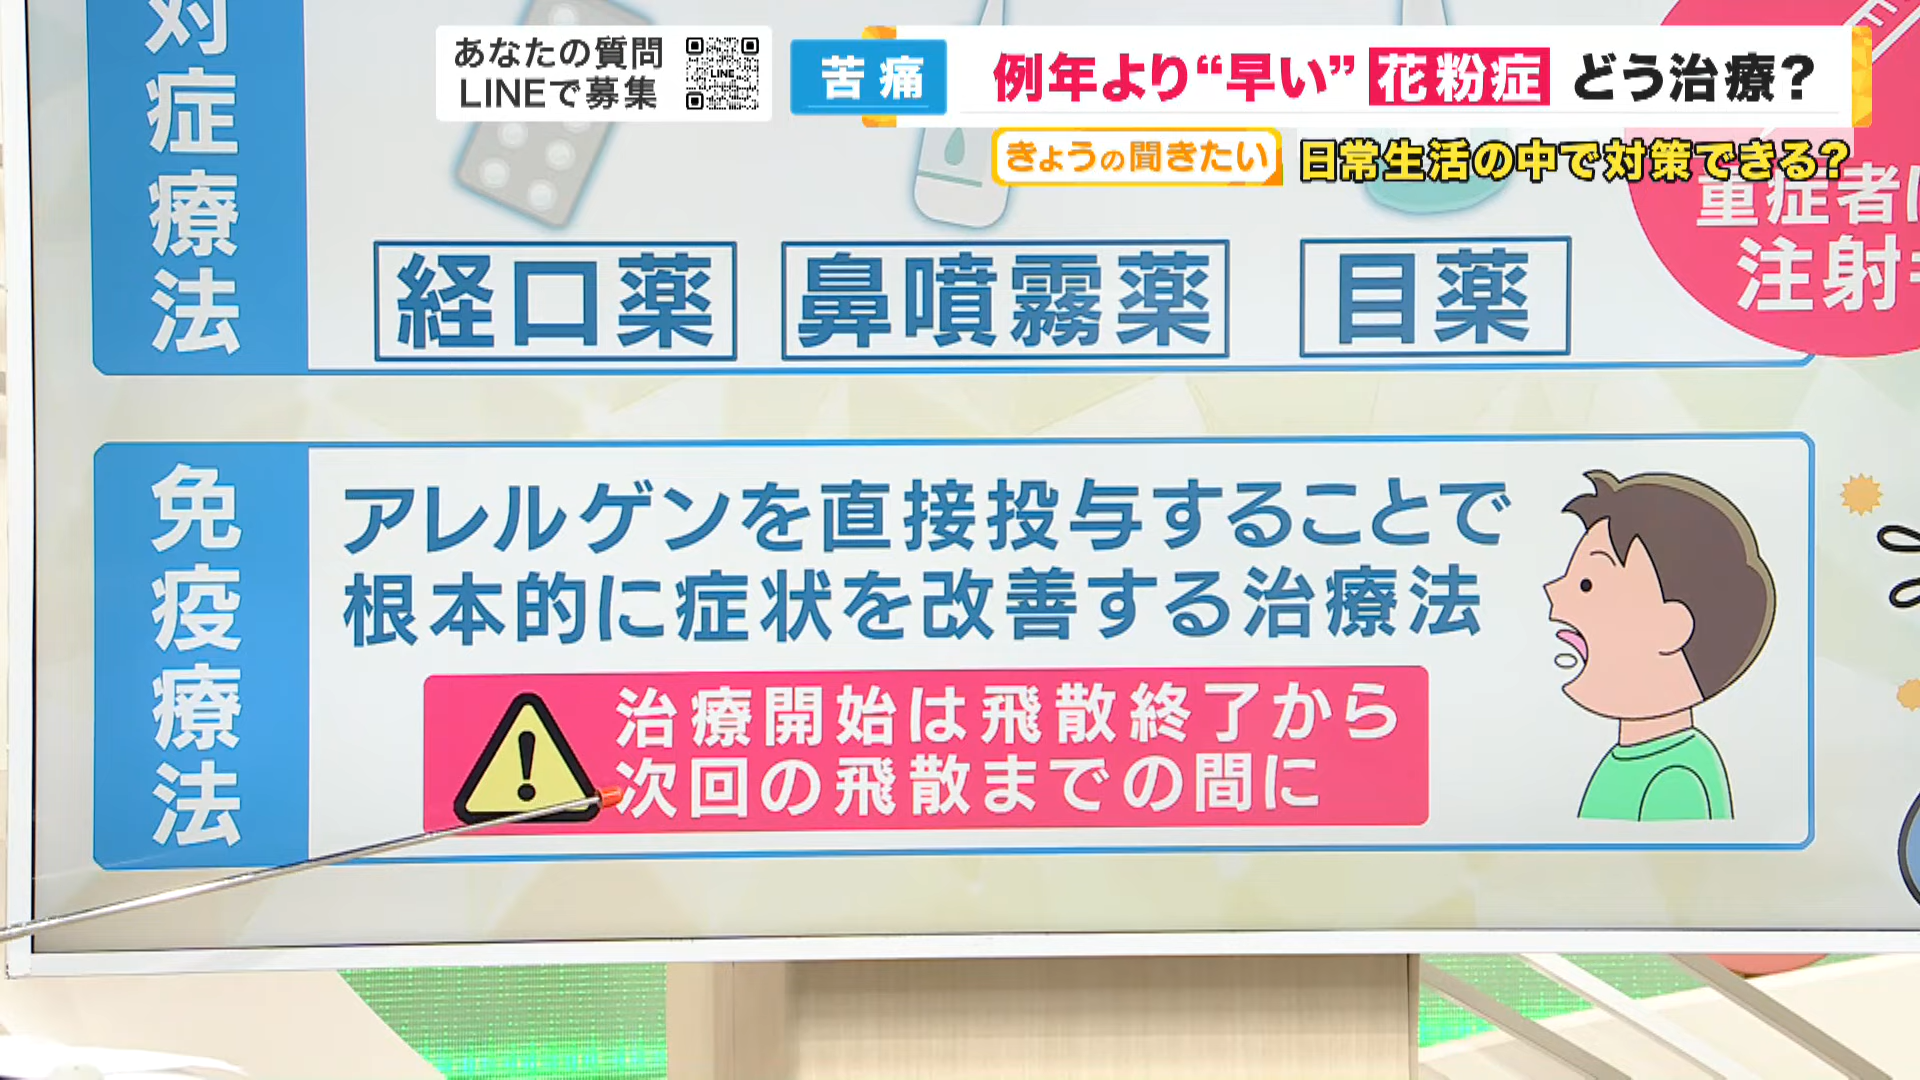 あなたの質問
LINEで募集
LINE
苦痛
例年より“早い”花粉症 どう治療？
きょうの聞きたい
日常生活の中で対策できる？
対症療法
経口薬
鼻噴霧薬
目薬
重症者
注射
免疫療法
アレルゲンを直接投与することで
根本的に症状を改善する治療法
治療開始は飛散終了から
次回の飛散までの間に